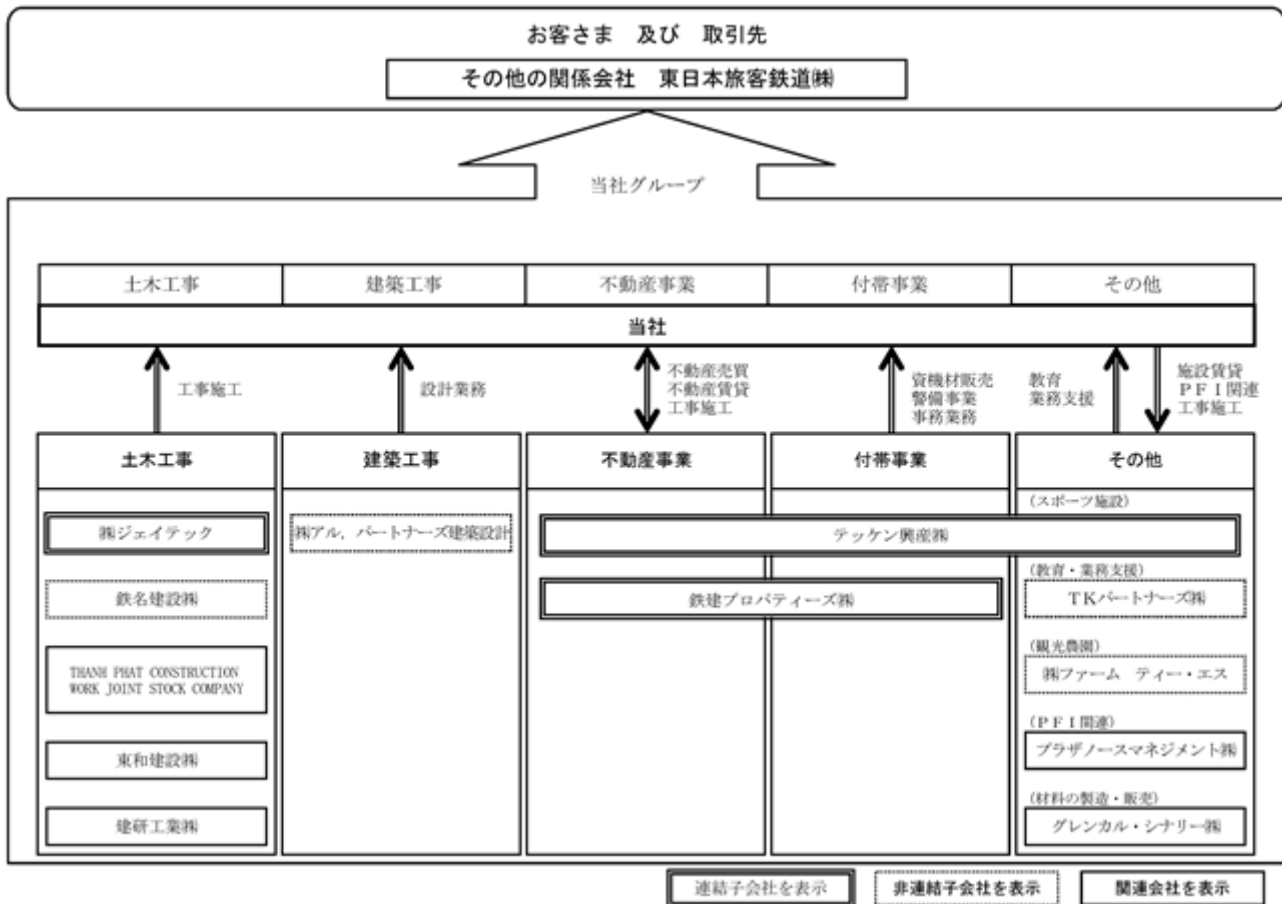 お客さま 及び 取引先
その他の関係会社 東日本旅客鉄道㈱
当社グループ
土木工事
建築工事
不動産事業
付帯事業
その他
当社
工事施工
設計業務
不動産売買
不動産賃貸
工事施工
資機材販売
警備事業
事務業務
教育
業務支援
施設賃貸
ＰＦＩ関連
工事施工
土木工事
建築工事
不動産事業
付帯事業
その他
㈱ジェイテック
鉄名建設㈱
THANH PHAT CONSTRUCTION
WORK JOINT STOCK COMPANY
東和建設㈱
建研工業㈱
㈱アル．パートナーズ建築設計
(スポーツ施設)
テッケン興産㈱
鉄建プロパティーズ㈱
(教育・業務支援)
ＴＫパートナーズ㈱
(観光農園)
㈱ファーム ティー・エス
(ＰＦＩ関連)
プラザノースマネジメント㈱
(材料の製造・販売)
グレンカル・シナリー㈱
連結子会社を表示
非連結子会社を表示
関連会社を表示